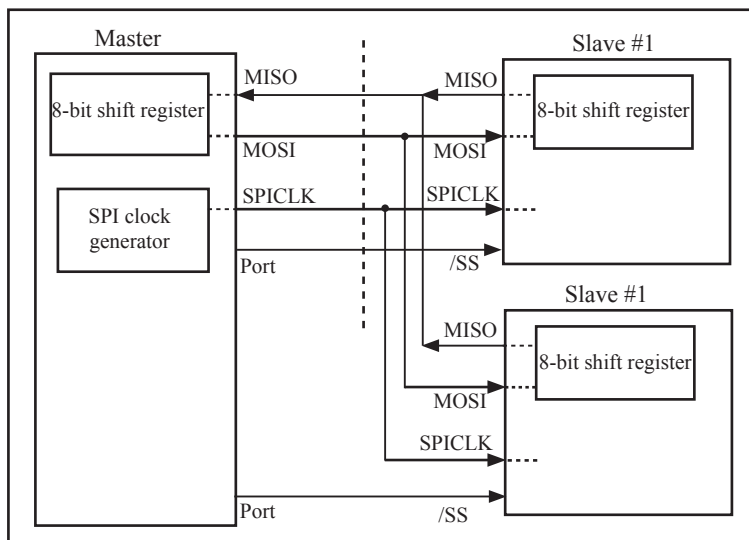 Master
Slave #1
MISO
MISO
8-bit shift register
8-bit shift register
MOSI
MOSI
SPICLK
SPICLK
SPI clock
generator
Port
/SS
Slave #1
MISO
8-bit shift register
MOSI
SPICLK
Port
/SS